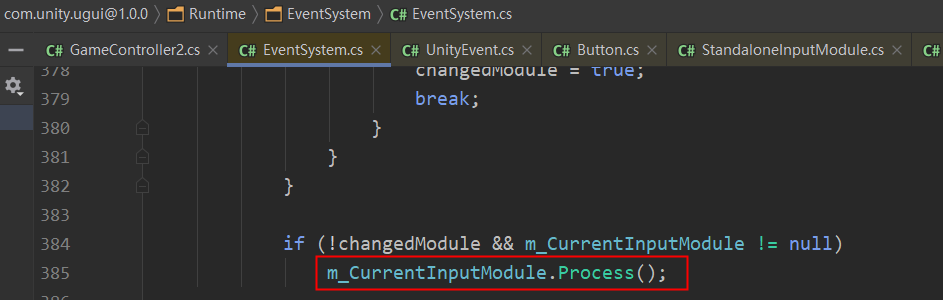 com.unity.ugui@1.0.0 〉 Runtime 〉 EventSystem 〉 C# EventSystem.cs
C# GameController2.cs × C# EventSystem.cs × C# UnityEvent.cs × C# Button.cs × C# StandaloneInputModule.cs × C#
378 changedModule = true;
379 break;
380 }
381 }
382 }
383
384 if (!changedModule && m_CurrentInputModule != null)
385 m_CurrentInputModule.Process();
386